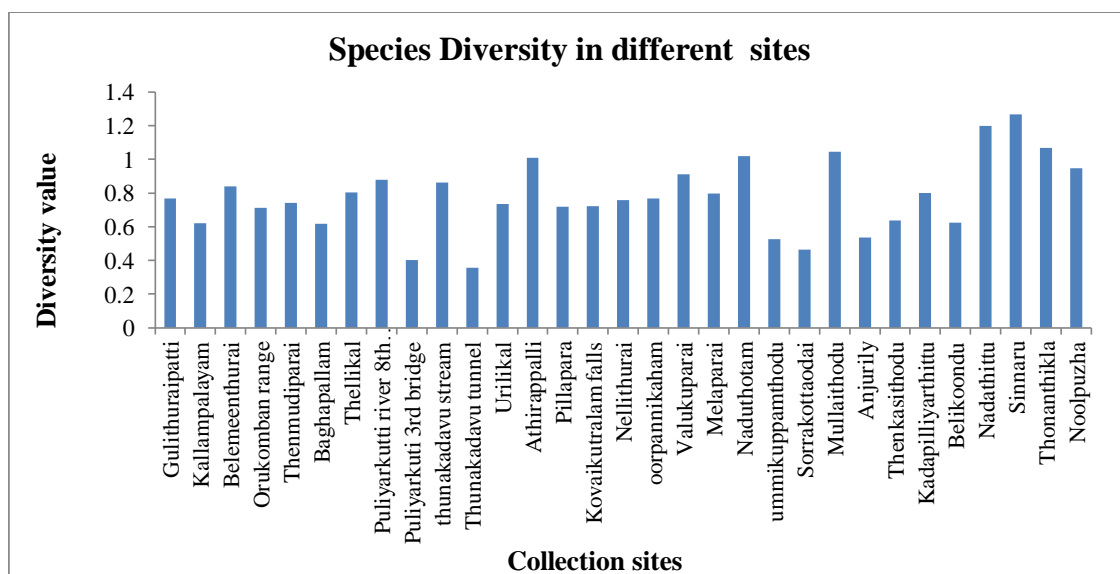 Species Diversity in different sites
Diversity value
1.4
1.2
1
0.8
0.6
0.4
0.2
0
Gulithuraipatti
Kallampalayam
Belemeenthurai
Orukomban range
Thenmudiparai
Baghapallam
Thellikal
Puliyarkutti river 8th...
Puliyarkuti 3rd bridge
thunakadavu stream
Thunakadavu tunnel
Urilikal
Athirappalli
Pillapara
Kovaikutralam falls
Nellithurai
oorpannikaham
Valukuparai
Melaparai
Naduthotam
ummikuppamthodu
Sorrakottaodai
Mullaithodu
Anjurily
Thenkasithodu
Kadapilliyarthittu
Belikoondu
Nadathittu
Sinnaru
Thonanthikla
Noolpuzha
Collection sites